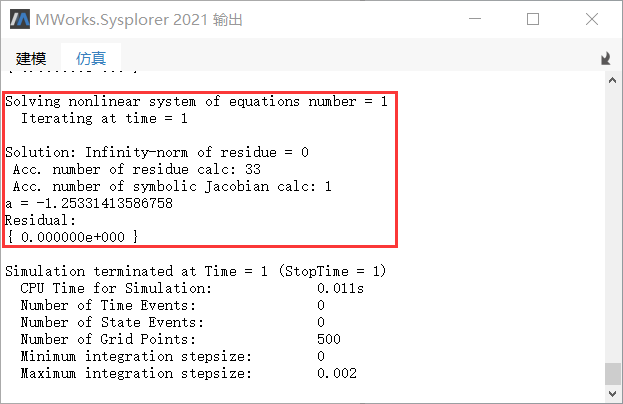 MWorks.Sysplorer 2021 输出
建模 仿真
Solving nonlinear system of equations number = 1
Iterating at time = 1
Solution: Infinity-norm of residue = 0
Acc. number of residue calc: 33
Acc. number of symbolic Jacobian calc: 1
a = -1.25331413586758
Residual:
{ 0.000000e+000 }
Simulation terminated at Time = 1 (StopTime = 1)
CPU Time for Simulation: 0.011s
Number of Time Events: 0
Number of State Events: 0
Number of Grid Points: 500
Minimum integration stepsize: 0
Maximum integration stepsize: 0.002